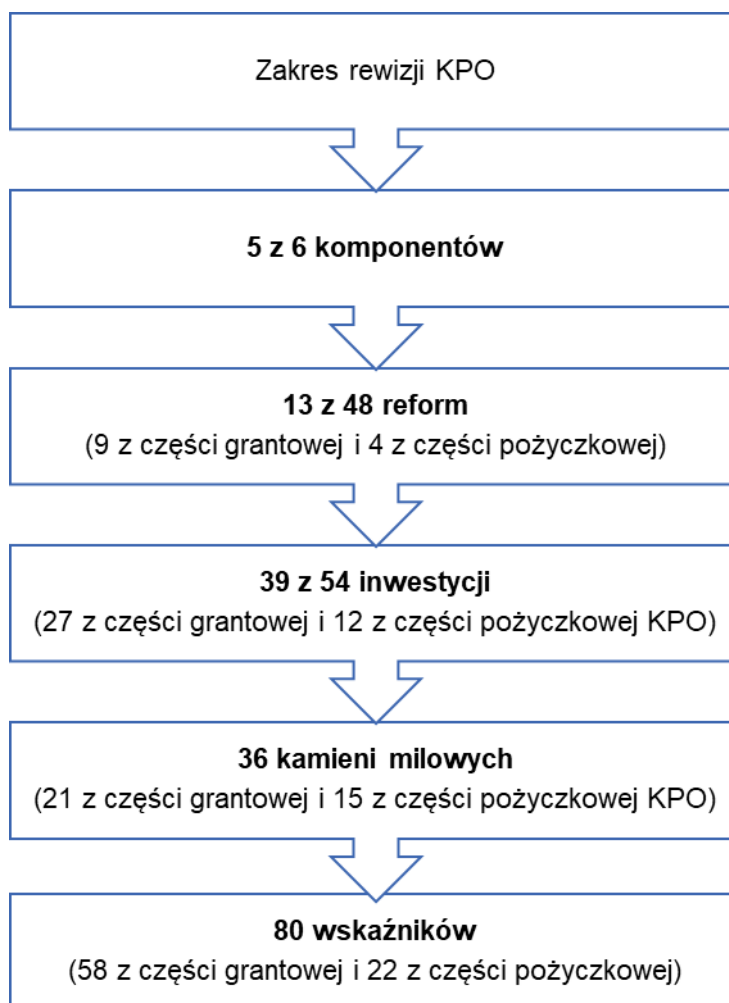 Zakres rewizji KPO
5 z 6 komponentów
13 z 48 reform
(9 z części grantowej i 4 z części pożyczkowej)
39 z 54 inwestycji
(27 z części grantowej i 12 z części pożyczkowej KPO)
36 kamieni milowych
(21 z części grantowej i 15 z części pożyczkowej KPO)
80 wskaźników
(58 z części grantowej i 22 z części pożyczkowej)